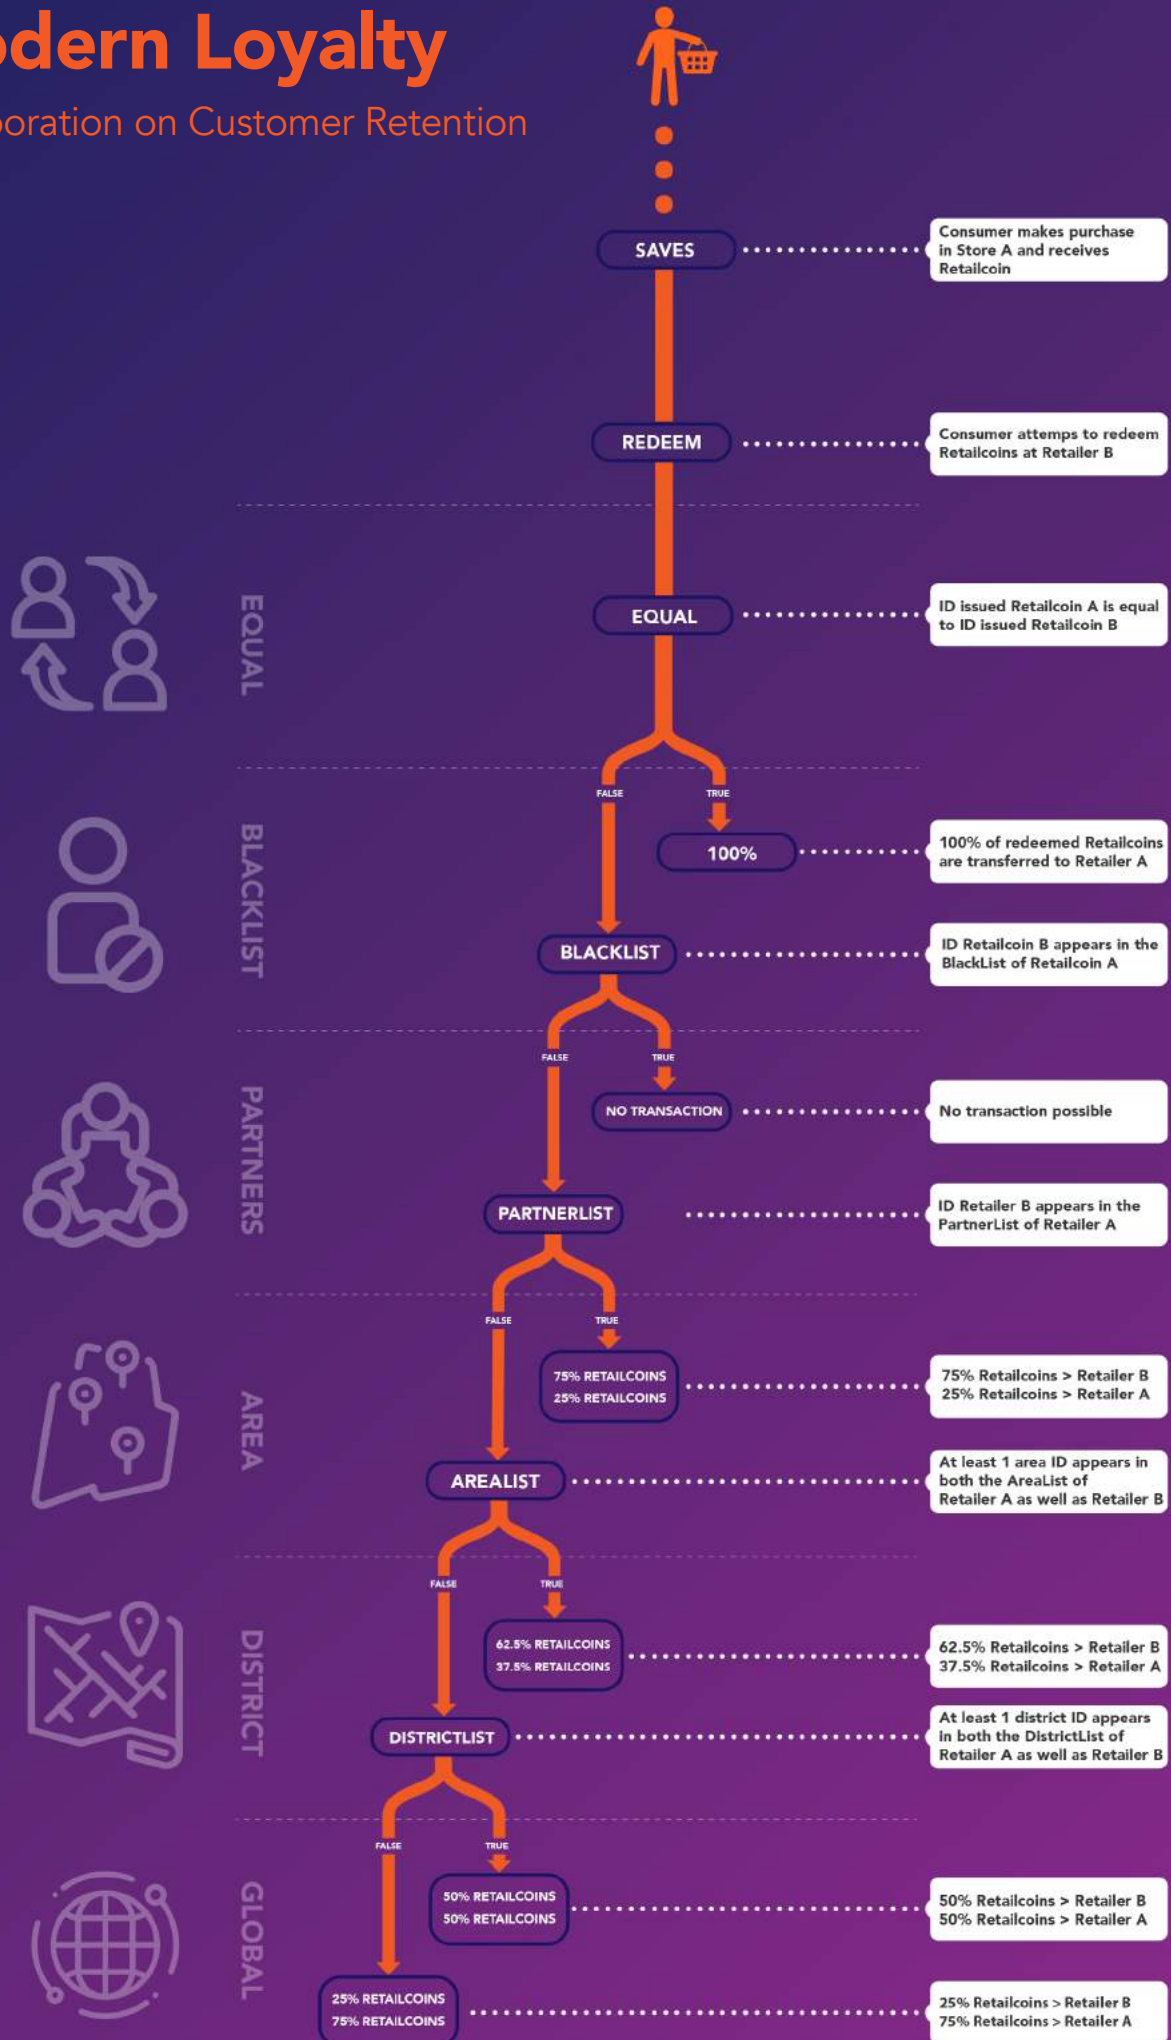 odern Loyalty
oration on Customer Retention
SAVES
Consumer makes purchase
in Store A and receives
Retailcoin
REDEEM
Consumer attemps to redeem
Retailcoins at Retailer B
EQUAL
EQUAL
ID issued Retailcoin A is equal
to ID issued Retailcoin B
FALSE
TRUE
BLACKLIST
100%
100% of redeemed Retailcoins
are transferred to Retailer A
BLACKLIST
ID Retailcoin B appears in the
BlackList of Retailcoin A
FALSE
TRUE
PARTNERS
NO TRANSACTION
No transaction possible
PARTNERLIST
ID Retailer B appears in the
PartnerList of Retailer A
FALSE
TRUE
AREA
75% RETAILCOINS
25% RETAILCOINS
75% Retailcoins > Retailer B
25% Retailcoins > Retailer A
AREALIST
At least 1 area ID appears in
both the AreaList of
Retailer A as well as Retailer B
FALSE
TRUE
DISTRICT
62.5% RETAILCOINS
37.5% RETAILCOINS
62.5% Retailcoins > Retailer B
37.5% Retailcoins > Retailer A
DISTRICTLIST
At least 1 district ID appears
in both the DistrictList of
Retailer A as well as Retailer B
FALSE
TRUE
GLOBAL
50% RETAILCOINS
50% RETAILCOINS
50% Retailcoins > Retailer B
50% Retailcoins > Retailer A
25% RETAILCOINS
75% RETAILCOINS
25% Retailcoins > Retailer B
75% Retailcoins > Retailer A